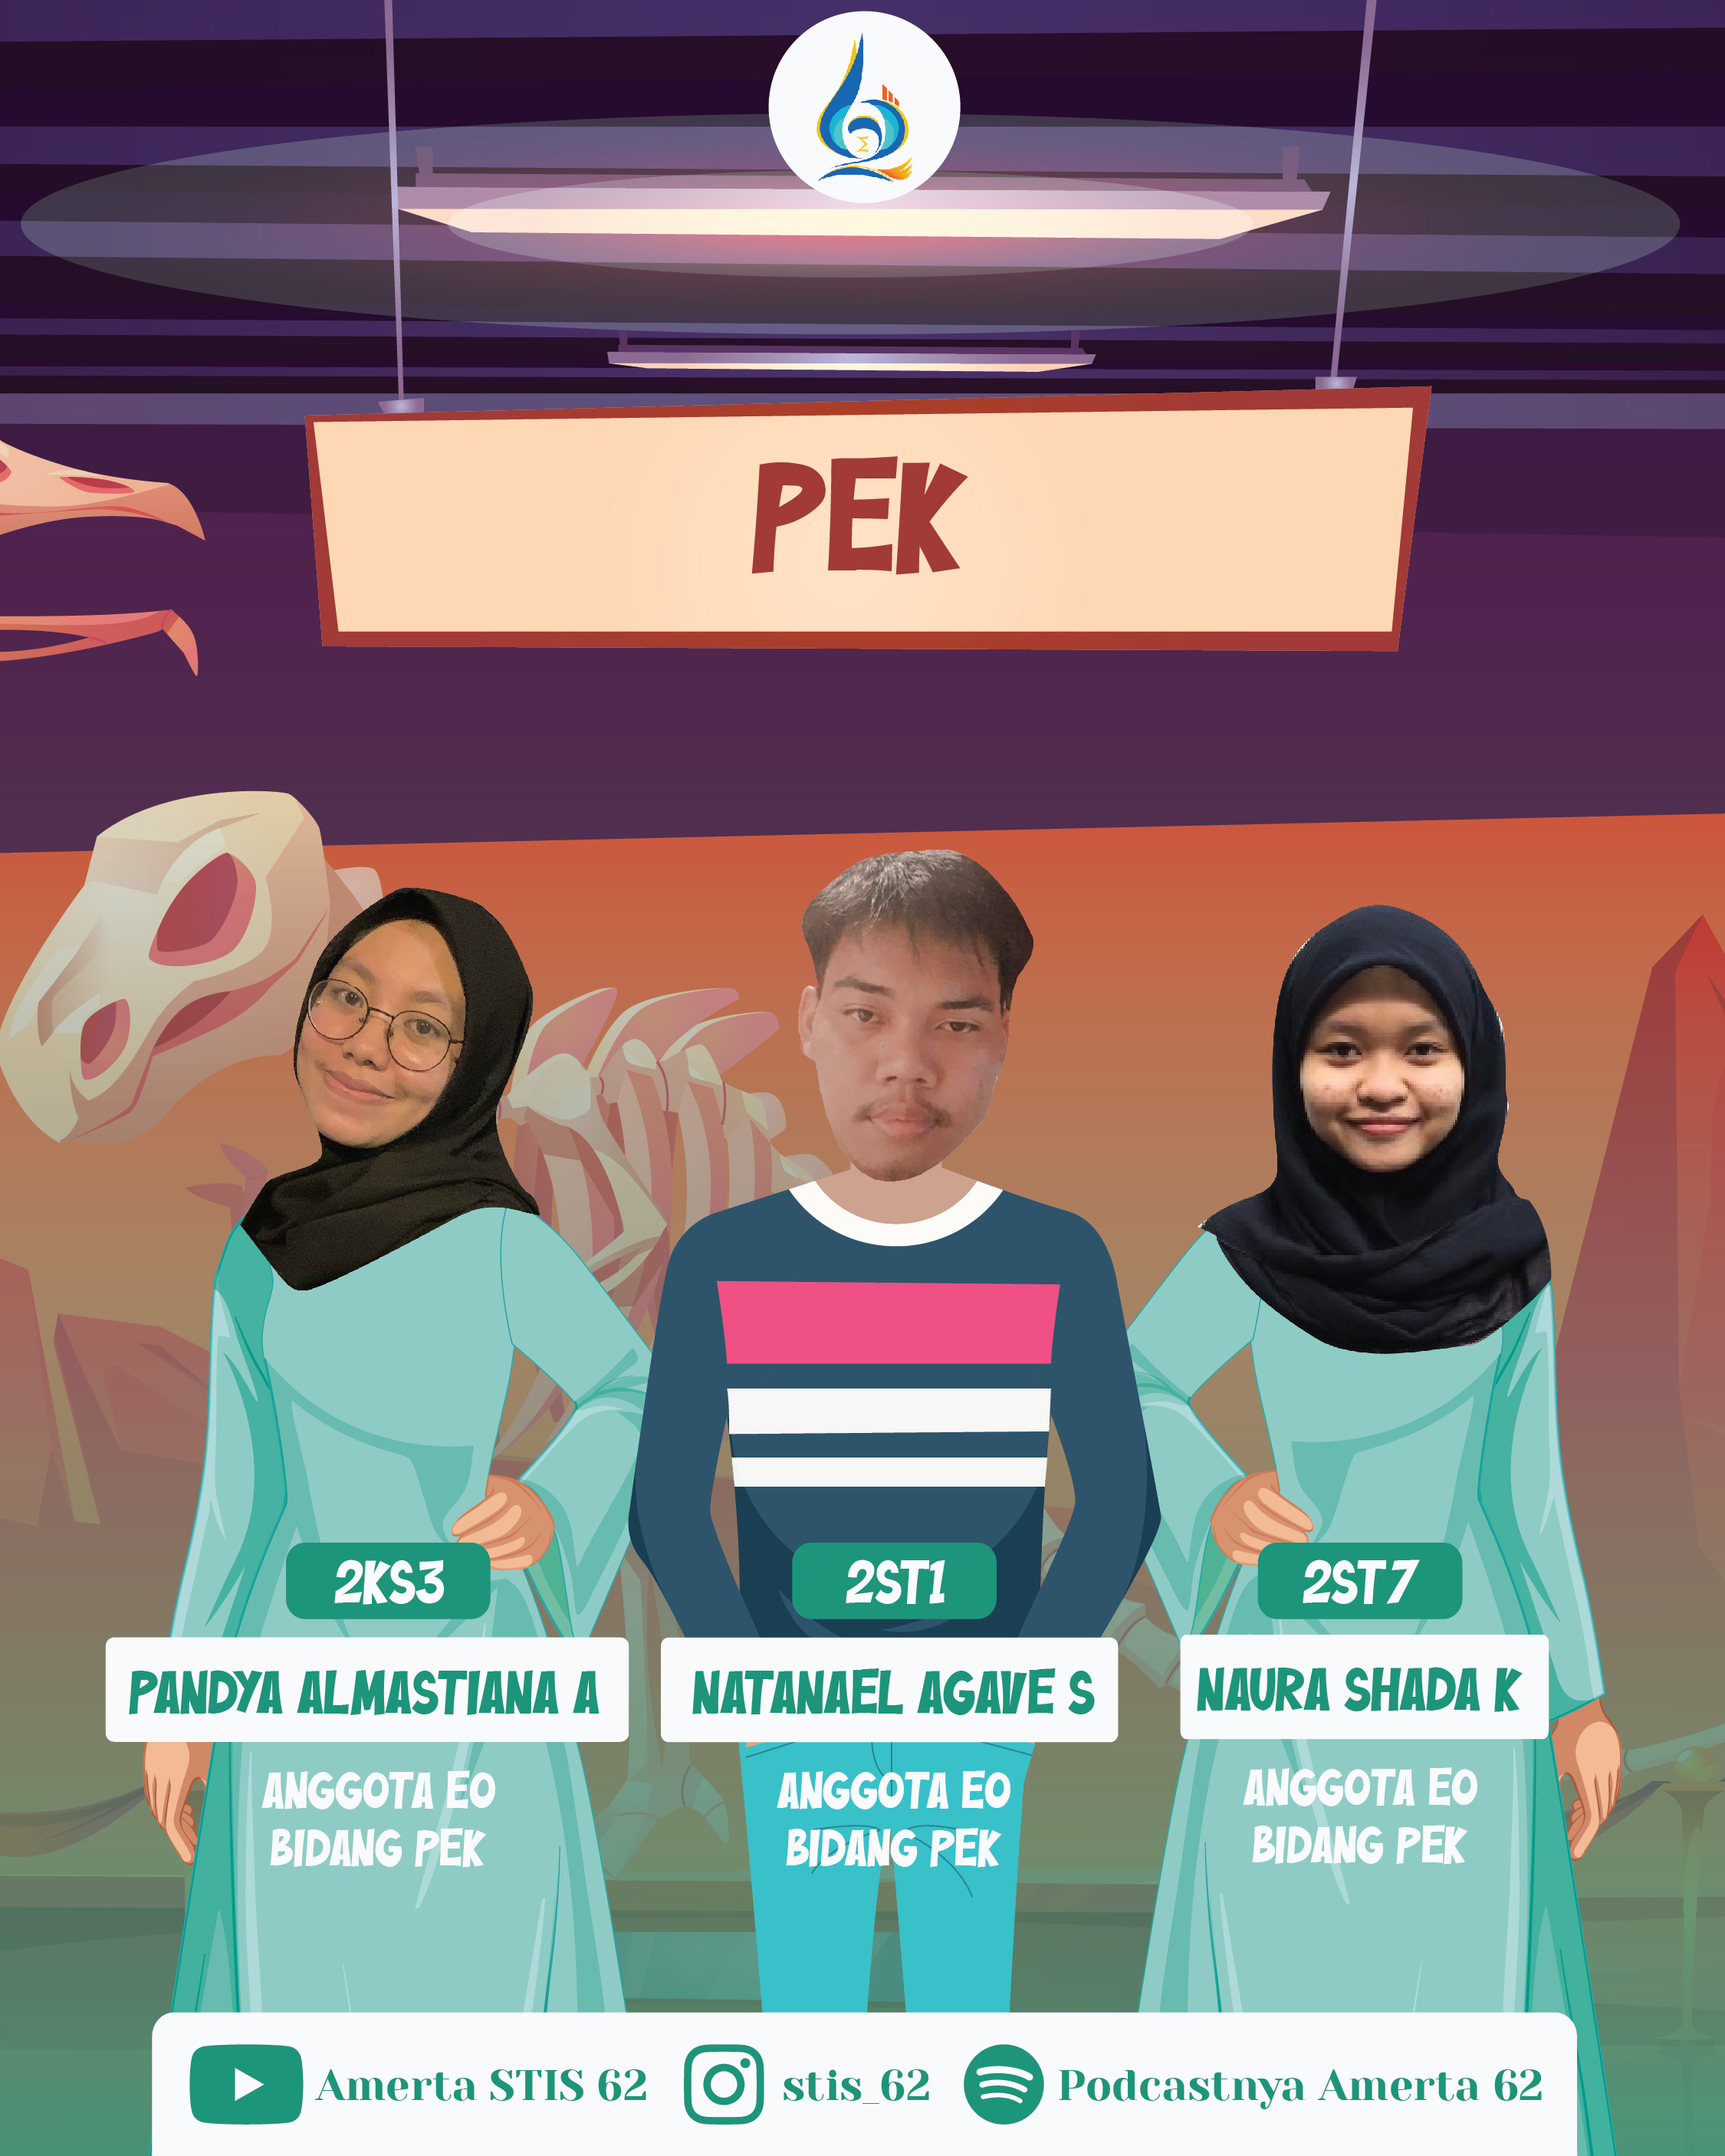 PEK
2KS3
PANDYA ALMASTIANA A
ANGGOTA EO
BIDANG PEK
2ST1
NATANAEL AGAVE S
ANGGOTA EO
BIDANG PEK
2ST7
NAURA SHADA K
ANGGOTA EO
BIDANG PEK
Amerta STIS 62
stis_62
Podcastnya Amerta 62